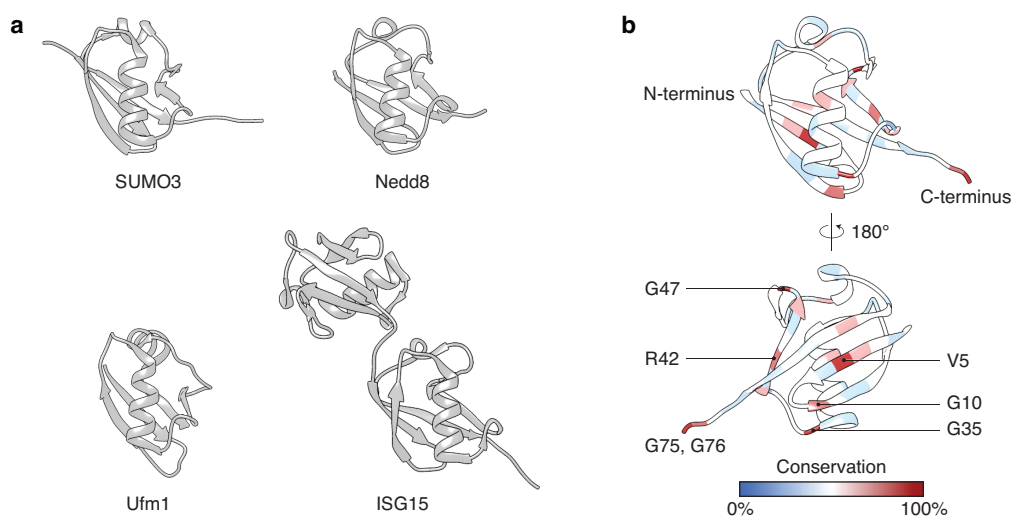 a
SUMO3
Nedd8
Ufm1
ISG15
b
N-terminus
C-terminus
180°
G47
R42
V5
G10
G35
G75, G76
Conservation
0%
100%